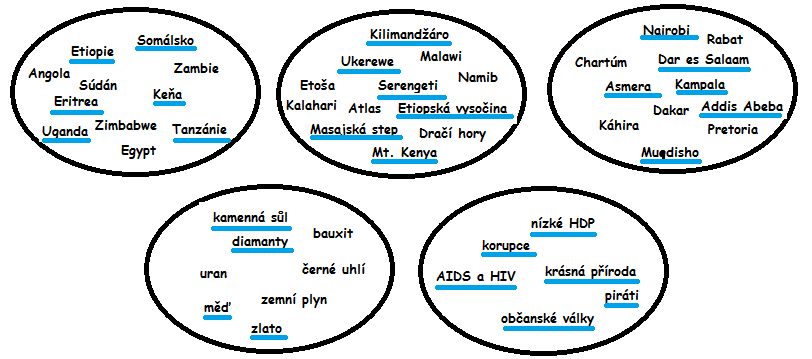 Somálsko
Etiopie
Zambie
Angola
Súdán
Keňa
Eritrea
Zimbabwe
Uganda
Tanzánie
Egypt
Kilimandžáro
Malawi
Ukerewe
Namib
Etoša
Serengeti
Kalahari
Atlas
Etiopská vysočina
Masajská step
Dračí hory
Mt. Kenya
Nairobi
Rabat
Chartúm
Dar es Salaam
Asmera
Kampala
Dakar
Addis Abeba
Káhira
Pretoria
Muqdisho
kamenná sůl
bauxit
diamanty
uran
černé uhlí
zemní plyn
měď
zlato
nízké HDP
korupce
AIDS a HIV
krásná příroda
piráti
občanské války